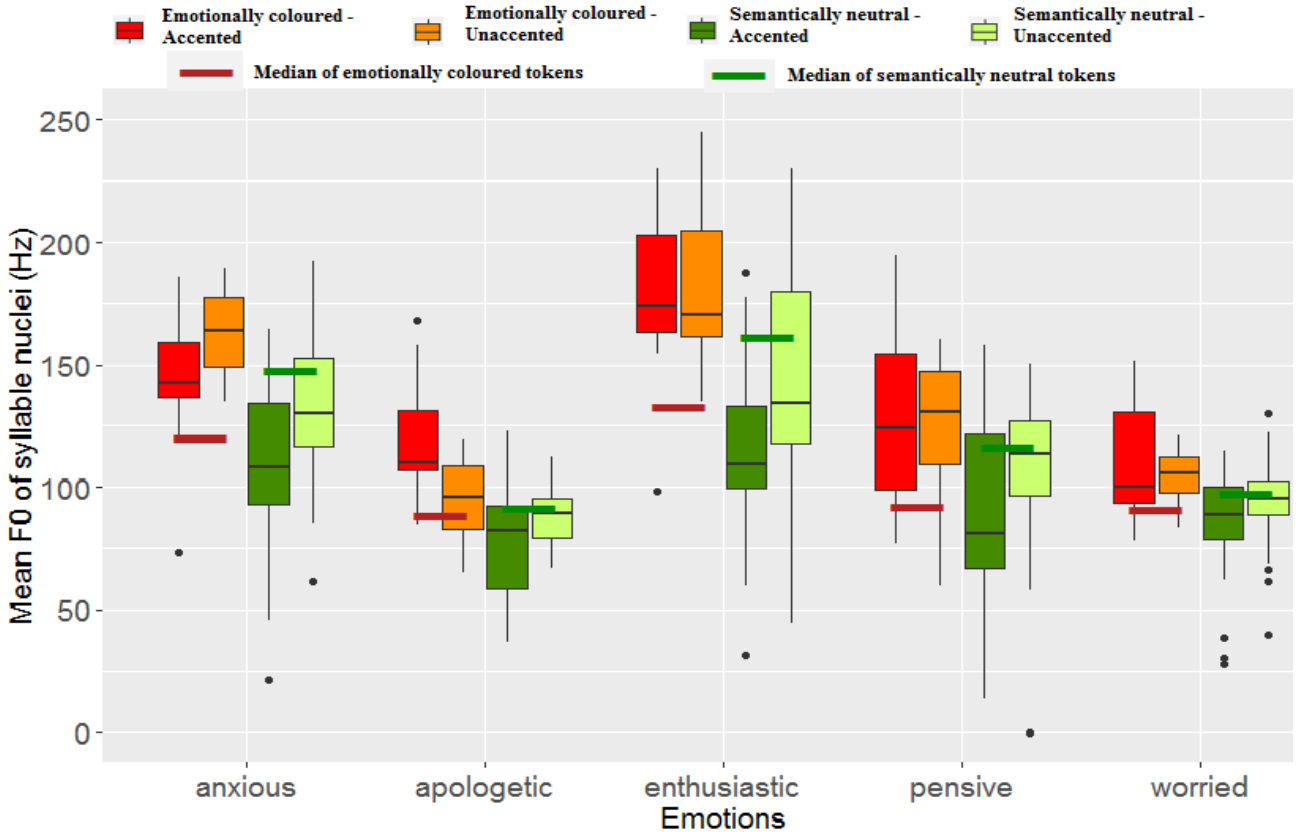 Emotionally coloured -
Accented
Emotionally coloured -
Unaccented
Semantically neutral -
Accented
Semantically neutral -
Unaccented
Median of emotionally coloured tokens
Median of semantically neutral tokens
Mean F0 of syllable nuclei (Hz)
250
200
150
100
50
0
anxious
apologetic
enthusiastic
pensive
worried
Emotions